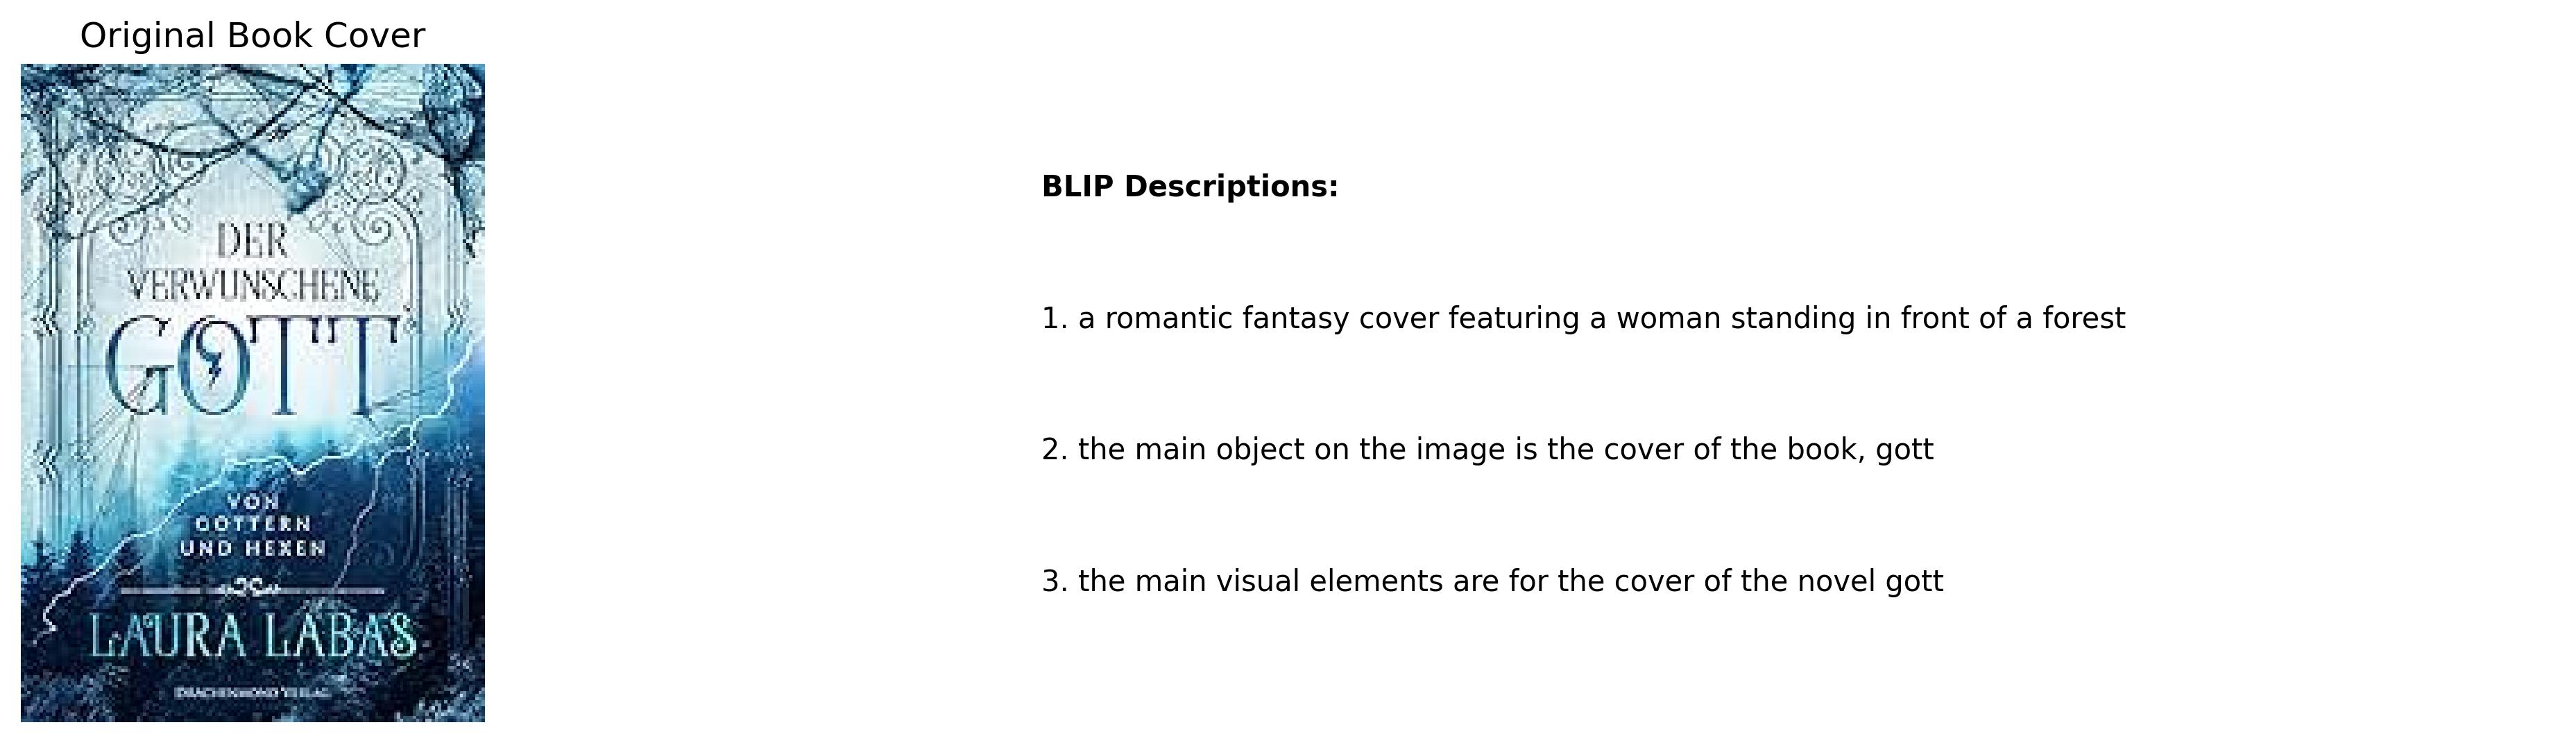 Original Book Cover
DER
VERWUNSCHENE
GOTT
VON
GÖTTERN
UND HEXEN
LAURA LABAS
DRACHENMOND VERLAG
BLIP Descriptions:
1. a romantic fantasy cover featuring a woman standing in front of a forest
2. the main object on the image is the cover of the book, gott
3. the main visual elements are for the cover of the novel gott